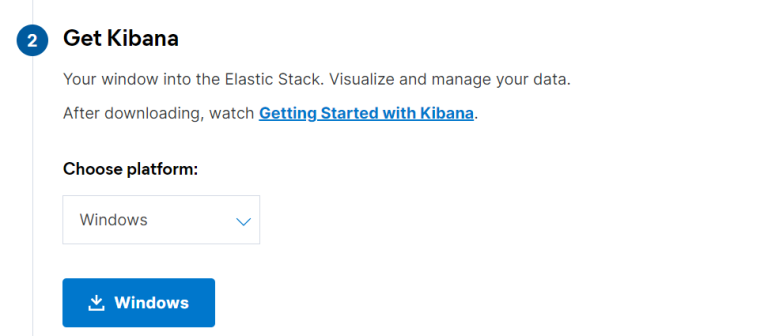 2
Get Kibana
Your window into the Elastic Stack. Visualize and manage your data.
After downloading, watch Getting Started with Kibana.
Choose platform:
Windows
Windows